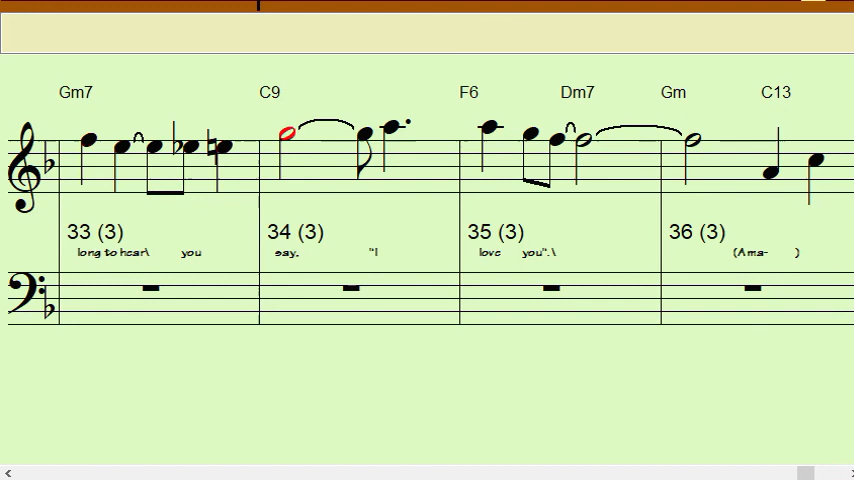 Gm7 C9 F6 Dm7 Gm C13
33 (3) 34 (3) 35 (3) 36 (3)
long to hear\ you say, "I love you".\ (Ama- )